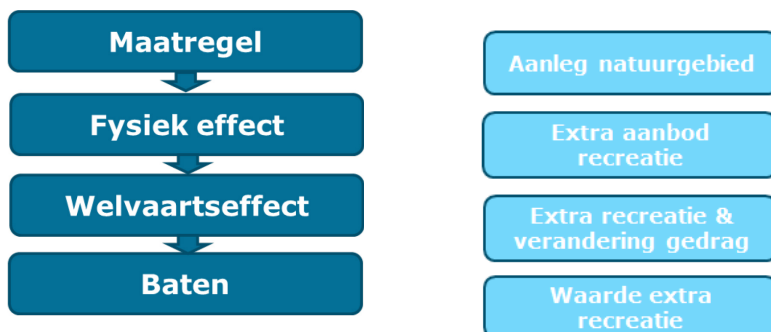 Maatregel
Fysiek effect
Welvaartseffect
Baten
Aanleg natuurgebied
Extra aanbod
recreatie
Extra recreatie &
verandering gedrag
Waarde extra
recreatie